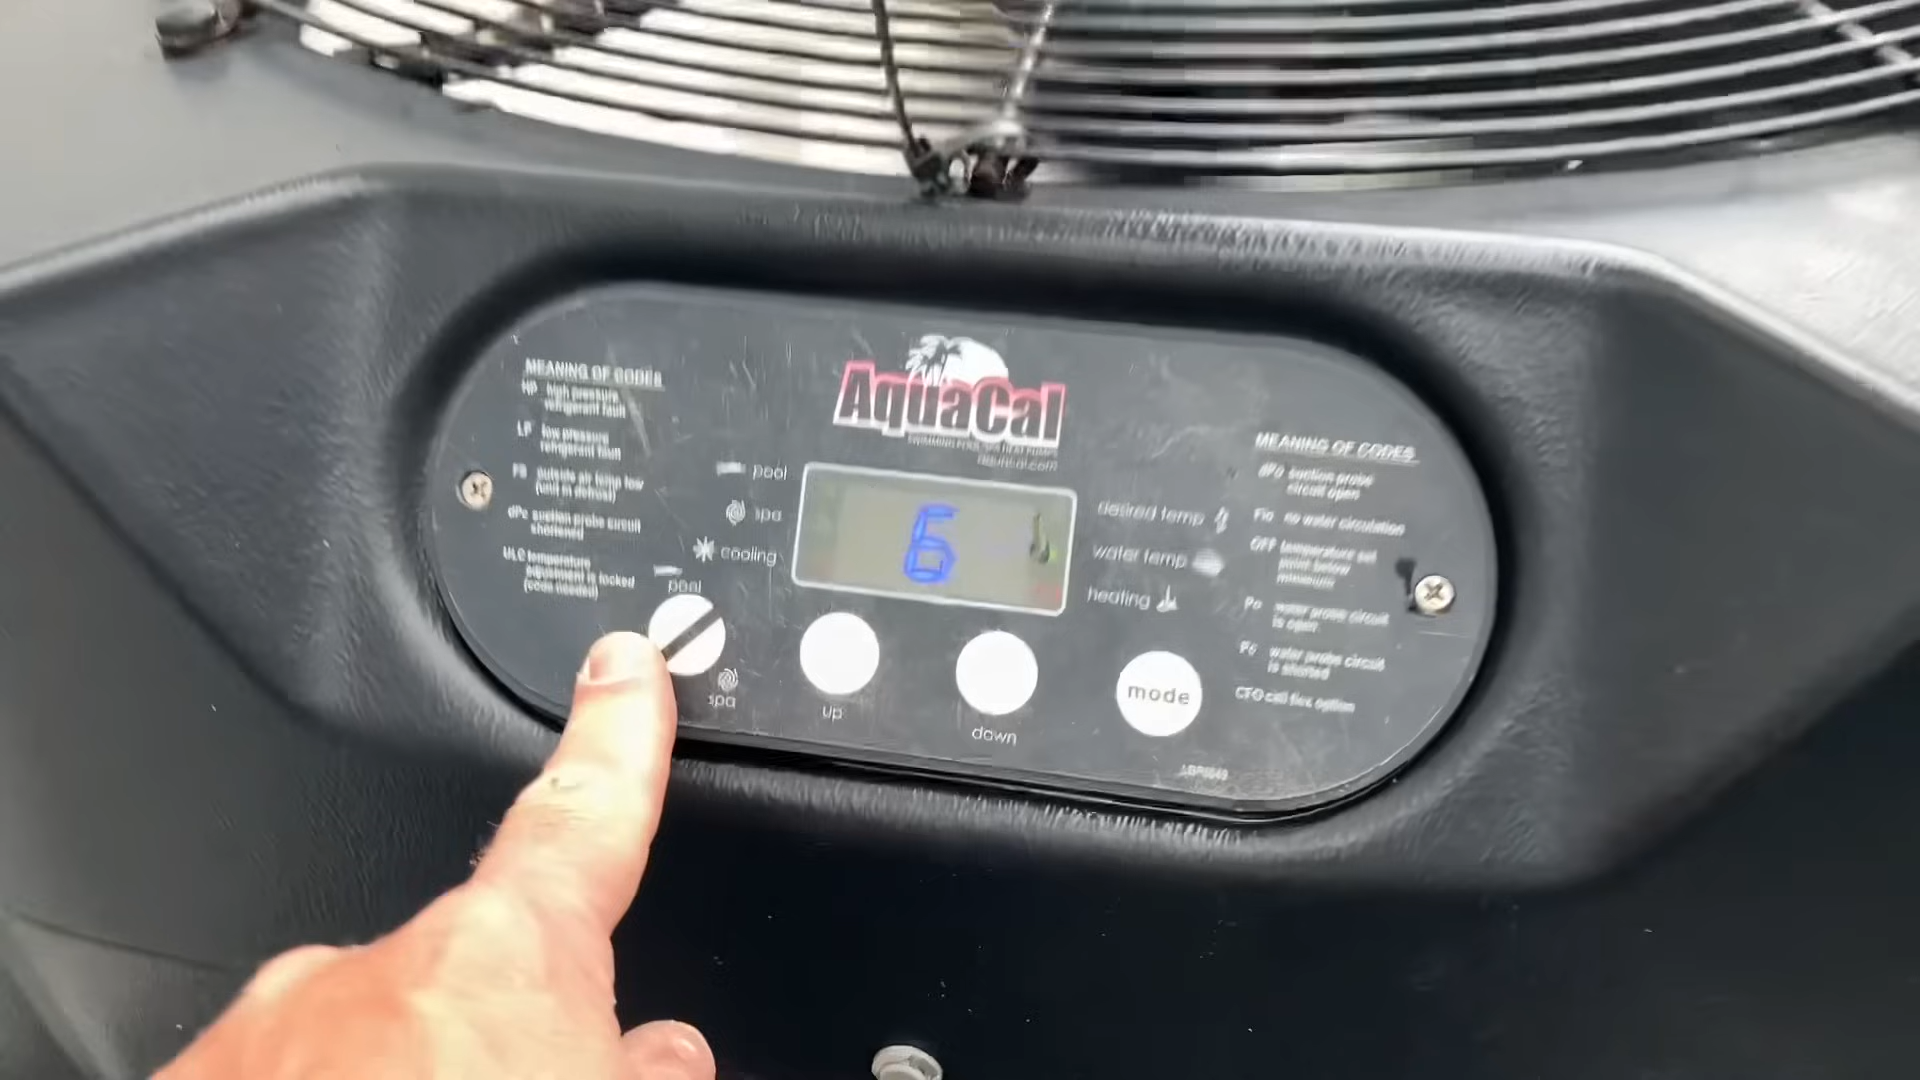 MEANING OF CODES
HP high pressure
refrigerant fault
LP low pressure
refrigerant fault
FS outside air temp low
(unit in defrost)
dPc suction probe circuit
shortened
ULC temperature
adjustment is locked
(code needed)
AquaCal
pool
spa
cooling
6
desired temp
water temp
heating
pool
spa
up
down
mode
MEANING OF CODES
dPo suction probe
circuit open
Flo no water circulation
OFF temperature set
point below
minimum
Po water probe circuit
is open
Pc water probe circuit
is shorted
CFO call flex option